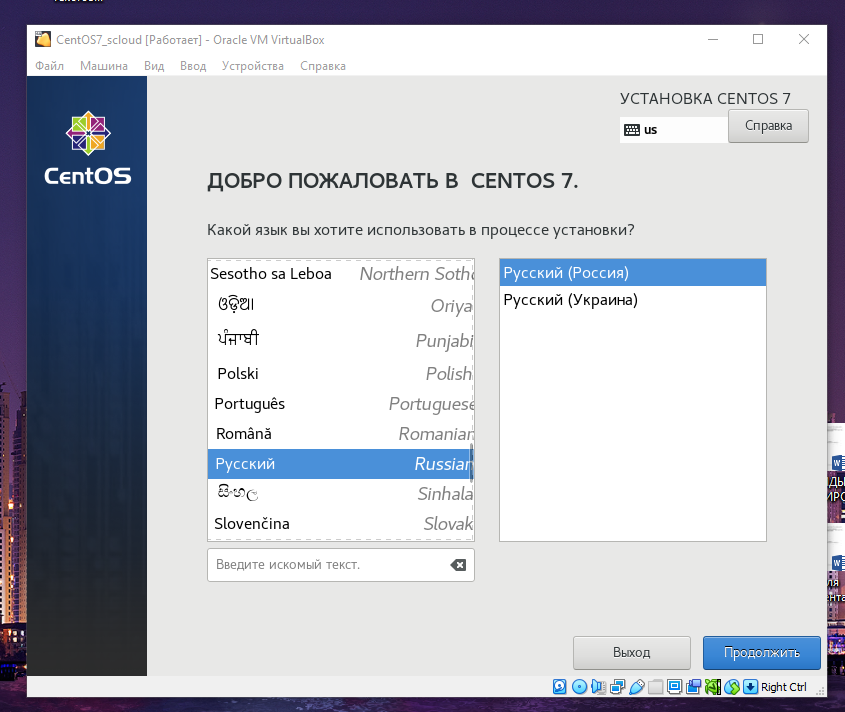 CentOS7_scloud [Работает] - Oracle VM VirtualBox
Файл Машина Вид Ввод Устройства Справка
УСТАНОВКА CENTOS 7
us
Справка
CentOS
ДОБРО ПОЖАЛОВАТЬ В CENTOS 7.
Какой язык вы хотите использовать в процессе установки?
Sesotho sa Leboa Northern Sotho
ଓଡ଼ିଆ Oriya
ਪੰਜਾਬੀ Punjabi
Polski Polish
Português Portuguese
Română Romanian
Русский Russian
සිංහල Sinhala
Slovenčina Slovak
Русский (Россия)
Русский (Украина)
Введите искомый текст.
Выход
Продолжить
Right Ctrl